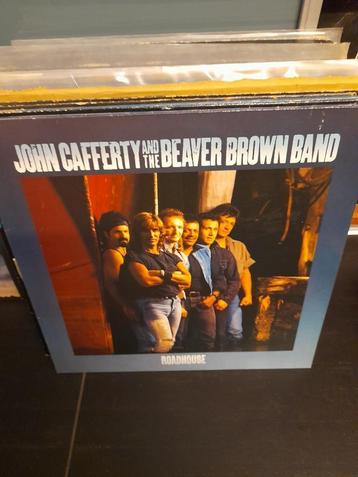 JOHN CAFFERTY AND THE BEAVER BROWN BAND
ROADHOUSE